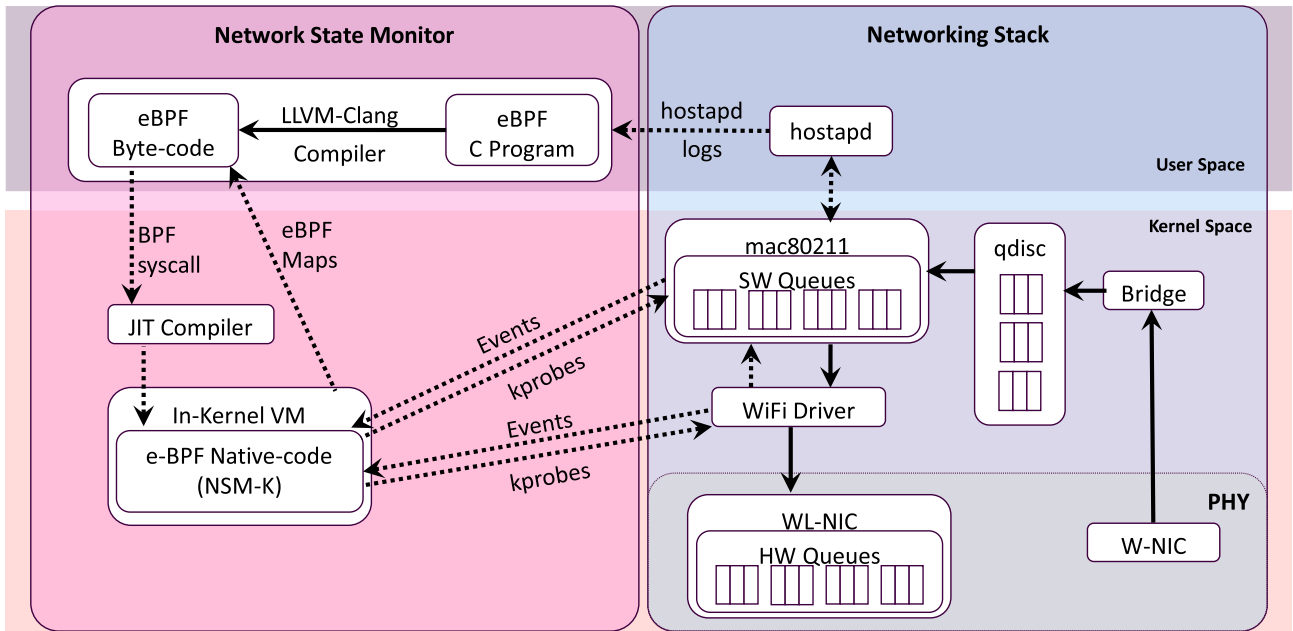 Network State Monitor
Networking Stack
eBPF
Byte-code
LLVM-Clang
Compiler
eBPF
C Program
hostapd
logs
hostapd
User Space
Kernel Space
BPF
syscall
eBPF
Maps
mac80211
SW Queues
qdisc
Bridge
JIT Compiler
Events
kprobes
In-Kernel VM
e-BPF Native-code
(NSM-K)
Events
kprobes
WiFi Driver
PHY
WL-NIC
HW Queues
W-NIC